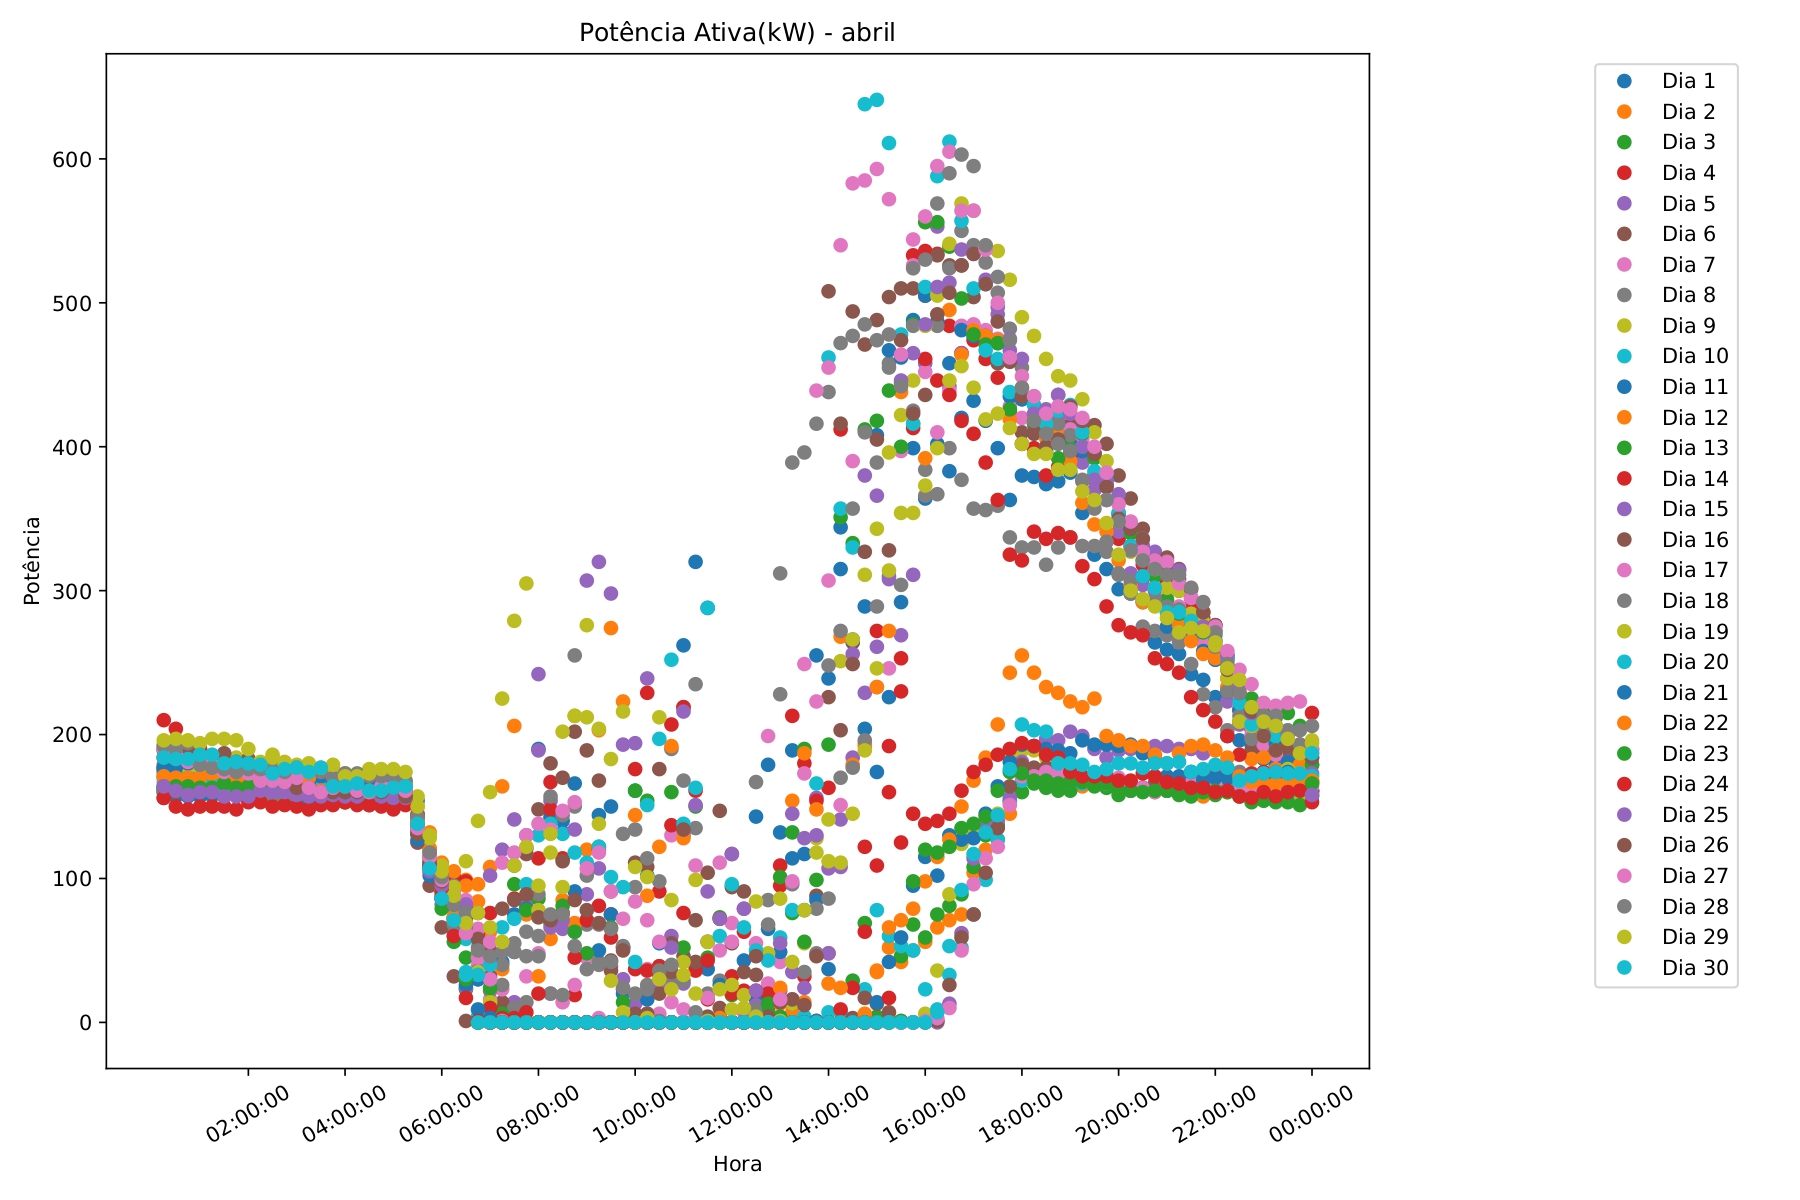 Potência Ativa(kW) - abril
Potência
600
500
400
300
200
100
0
02:00:00
04:00:00
06:00:00
08:00:00
10:00:00
12:00:00
14:00:00
16:00:00
18:00:00
20:00:00
22:00:00
00:00:00
Hora
Dia 1
Dia 2
Dia 3
Dia 4
Dia 5
Dia 6
Dia 7
Dia 8
Dia 9
Dia 10
Dia 11
Dia 12
Dia 13
Dia 14
Dia 15
Dia 16
Dia 17
Dia 18
Dia 19
Dia 20
Dia 21
Dia 22
Dia 23
Dia 24
Dia 25
Dia 26
Dia 27
Dia 28
Dia 29
Dia 30